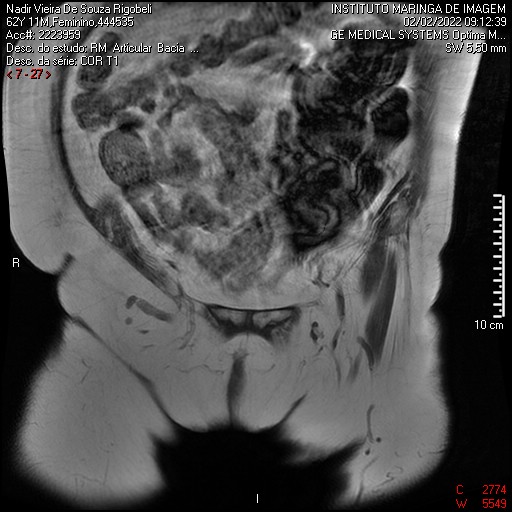 Nadir Vieira De Souza Rigobeli
62Y 11M,Feminino,444535
Acc#: 2223959
Desc. do estudo: RM  Articular  Bacia ...
Desc. da série: COR T1
< 7 - 27 >
INSTITUTO MARINGA DE IMAGEM
02/02/2022 09:12:39
GE MEDICAL SYSTEMS Optima M...
SW 5.50 mm
R
10 cm
I
C 2774
W 5549